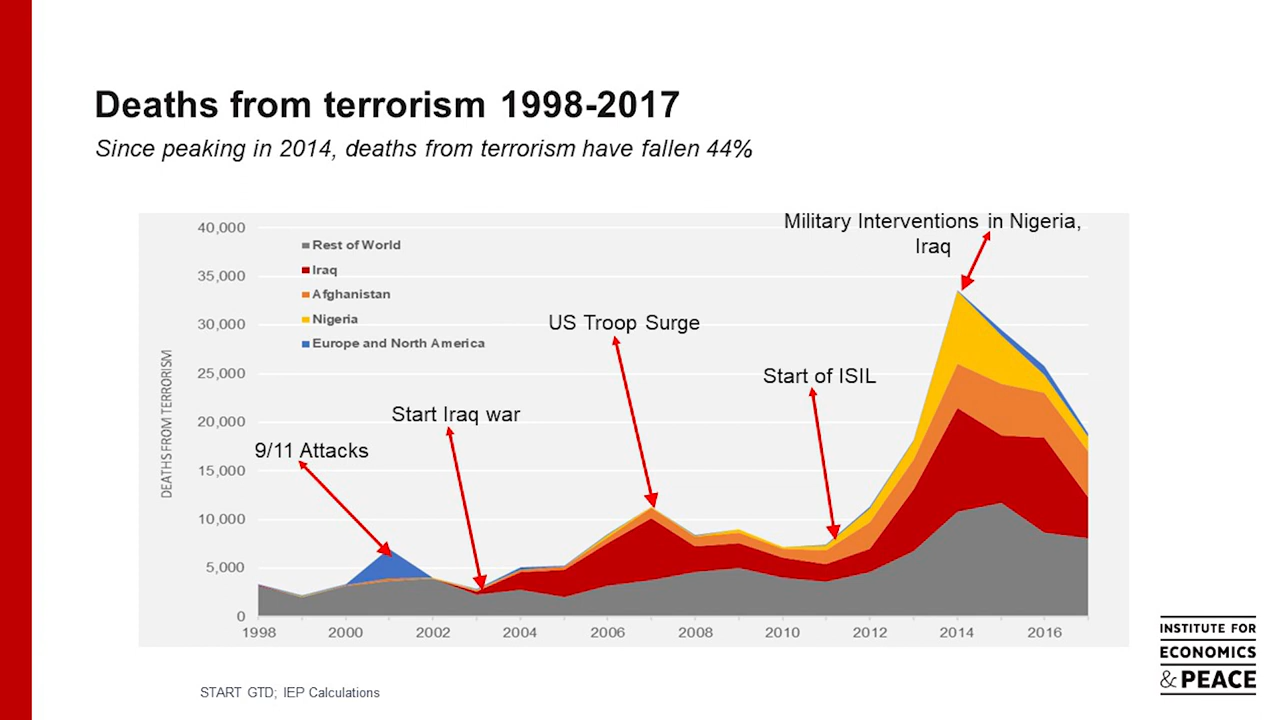 Deaths from terrorism 1998-2017
Since peaking in 2014, deaths from terrorism have fallen 44%
Military Interventions in Nigeria,
Iraq
40,000
35,000
30,000
25,000
20,000
15,000
10,000
5,000
0
DEATHS FROM TERRORISM
Rest of World
Iraq
Afghanistan
Nigeria
Europe and North America
US Troop Surge
Start of ISIL
Start Iraq war
9/11 Attacks
1998
2000
2002
2004
2006
2008
2010
2012
2014
2016
START GTD; IEP Calculations
INSTITUTE FOR
ECONOMICS
& PEACE